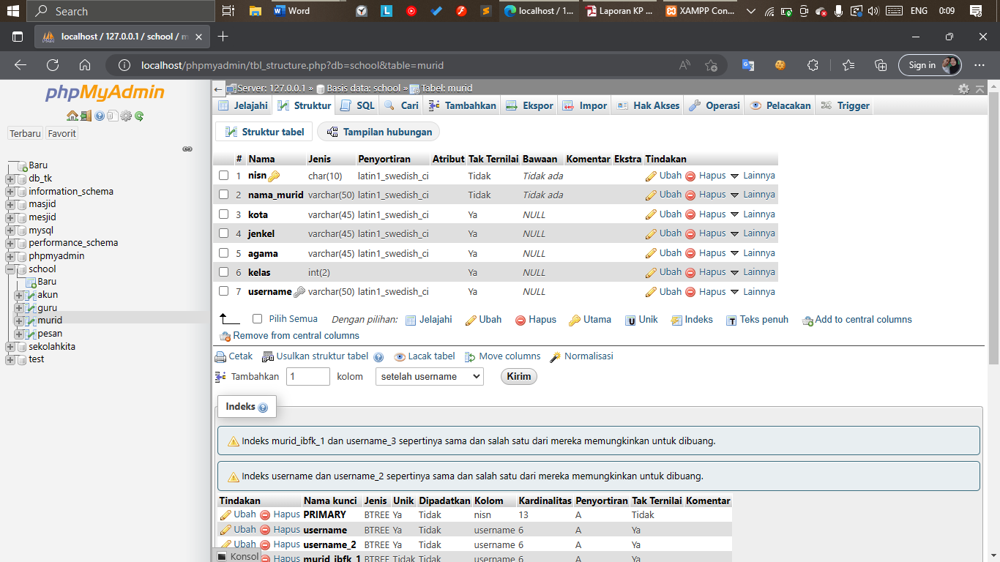 Search
Word
localhost / 1...
Laporan KP ...
XAMPP Con...
ENG
0:09
localhost / 127.0.0.1 / school / m
localhost/phpmyadmin/tbl_structure.php?db=school&table=murid
Sign in
phpMyAdmin
Terbaru Favorit
Baru
db_tk
information_schema
masjid
mesjid
mysql
performance_schema
phpmyadmin
school
Baru
akun
guru
murid
pesan
sekolahkita
test
Server: 127.0.0.1 » Basis data: school » Tabel: murid
Jelajahi Struktur SQL Cari Tambahkan Ekspor Impor Hak Akses Operasi Pelacakan Trigger
Struktur tabel Tampilan hubungan
# Nama Jenis Penyortiran Atribut Tak Ternilai Bawaan Komentar Ekstra Tindakan
1 nisn char(10) latin1_swedish_ci Tidak Tidak ada Ubah Hapus Lainnya
2 nama_murid varchar(50) latin1_swedish_ci Tidak Tidak ada Ubah Hapus Lainnya
3 kota varchar(45) latin1_swedish_ci Ya NULL Ubah Hapus Lainnya
4 jenkel varchar(45) latin1_swedish_ci Ya NULL Ubah Hapus Lainnya
5 agama varchar(45) latin1_swedish_ci Ya NULL Ubah Hapus Lainnya
6 kelas int(2) Ya NULL Ubah Hapus Lainnya
7 username varchar(50) latin1_swedish_ci Ya NULL Ubah Hapus Lainnya
Pilih Semua Dengan pilihan: Jelajahi Ubah Hapus Utama Unik Indeks Teks penuh Add to central columns
Remove from central columns
Cetak Usulkan struktur tabel Lacak tabel Move columns Normalisasi
Tambahkan 1 kolom setelah username Kirim
Indeks
Indeks murid_ibfk_1 dan username_3 sepertinya sama dan salah satu dari mereka memungkinkan untuk dibuang.
Indeks username dan username_2 sepertinya sama dan salah satu dari mereka memungkinkan untuk dibuang.
Tindakan Nama kunci Jenis Unik Dipadatkan Kolom Kardinalitas Penyortiran Tak Ternilai Komentar
Ubah Hapus PRIMARY BTREE Ya Tidak nisn 13 A Tidak
Ubah Hapus username BTREE Ya Tidak username 6 A Ya
Ubah Hapus username_2 BTREE Ya Tidak username 6 A Ya
Konsol Hapus murid_ibfk_1 BTREE Tidak Tidak username 6 A Ya